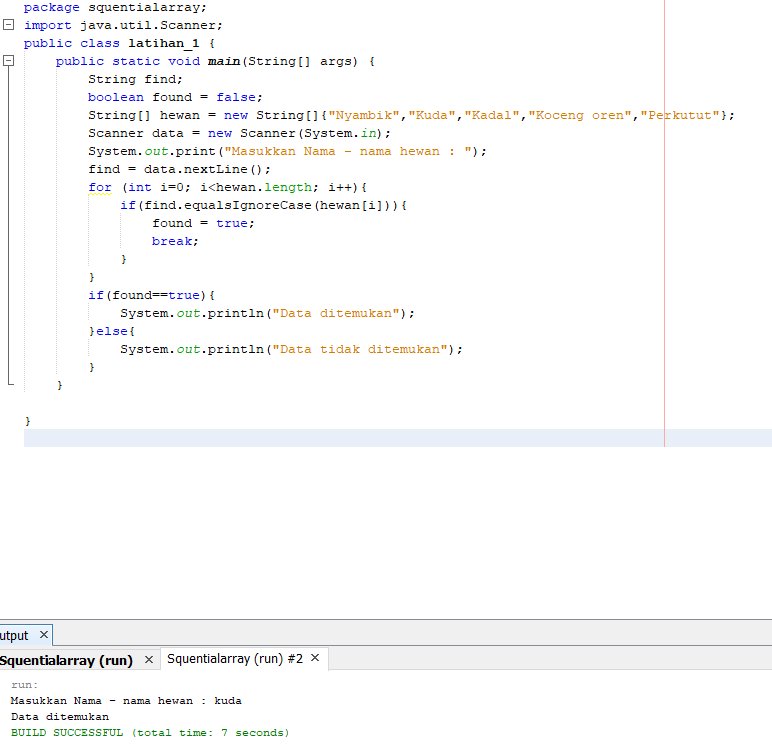 package squentialarray;
import java.util.Scanner;
public class latihan_1 {
    public static void main(String[] args) {
        String find;
        boolean found = false;
        String[] hewan = new String[]{"Nyambik","Kuda","Kadal","Koceng oren","Perkutut"};
        Scanner data = new Scanner(System.in);
        System.out.print("Masukkan Nama - nama hewan : ");
        find = data.nextLine();
        for (int i=0; i<hewan.length; i++){
            if(find.equalsIgnoreCase(hewan[i])){
                found = true;
                break;
            }
        }
        if(found==true){
            System.out.println("Data ditemukan");
        }else{
            System.out.println("Data tidak ditemukan");
        }
    }
}
utput ×
Squentialarray (run) × Squentialarray (run) #2 ×
run:
Masukkan Nama - nama hewan : kuda
Data ditemukan
BUILD SUCCESSFUL (total time: 7 seconds)